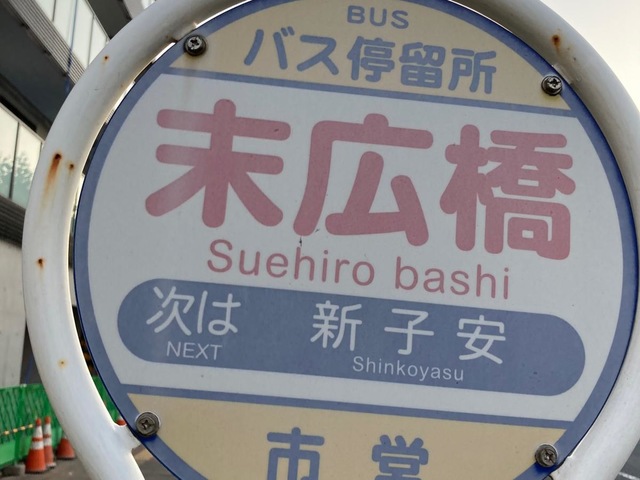 BUS
バス停留所
末広橋
Suehiro bashi
次は 新子安
NEXT Shinkoyasu
市営